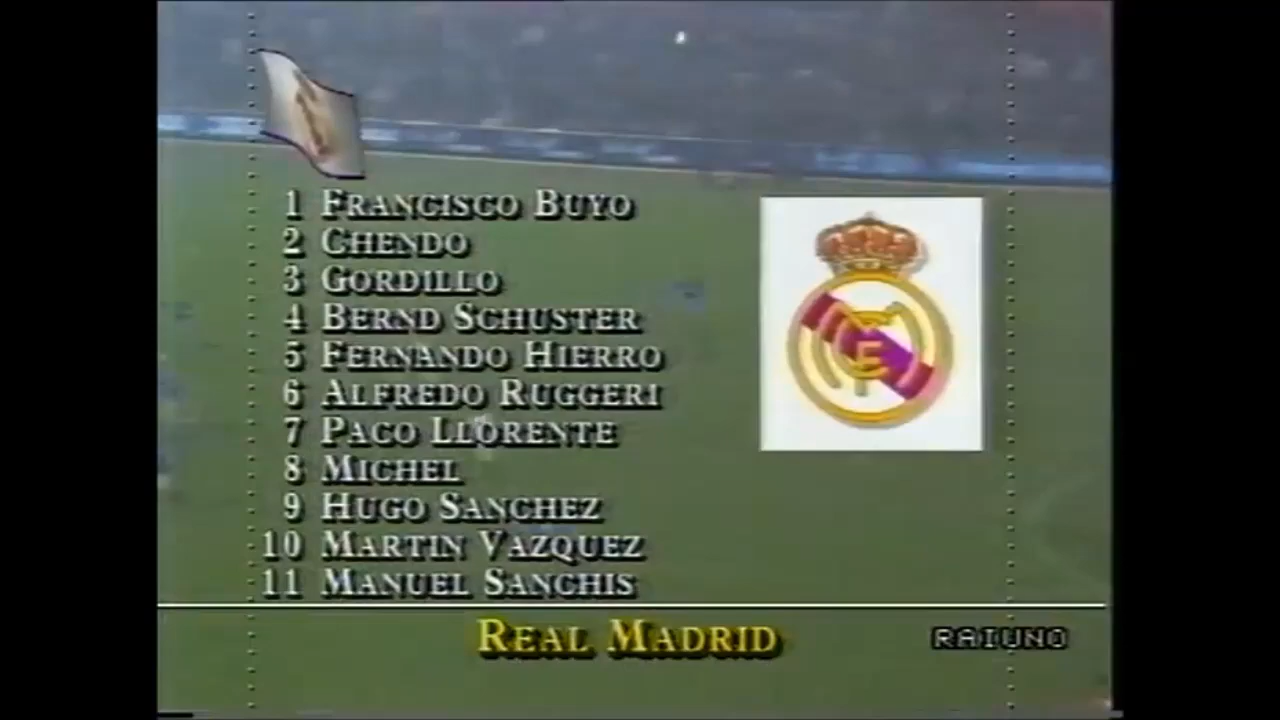 1 FRANCISCO BUYO
2 CHENDO
3 GORDILLO
4 BERND SCHUSTER
5 FERNANDO HIERRO
6 ALFREDO RUGGERI
7 PACO LLORENTE
8 MICHEL
9 HUGO SANCHEZ
10 MARTIN VAZQUEZ
11 MANUEL SANCHIS
REAL MADRID
RAIUNO